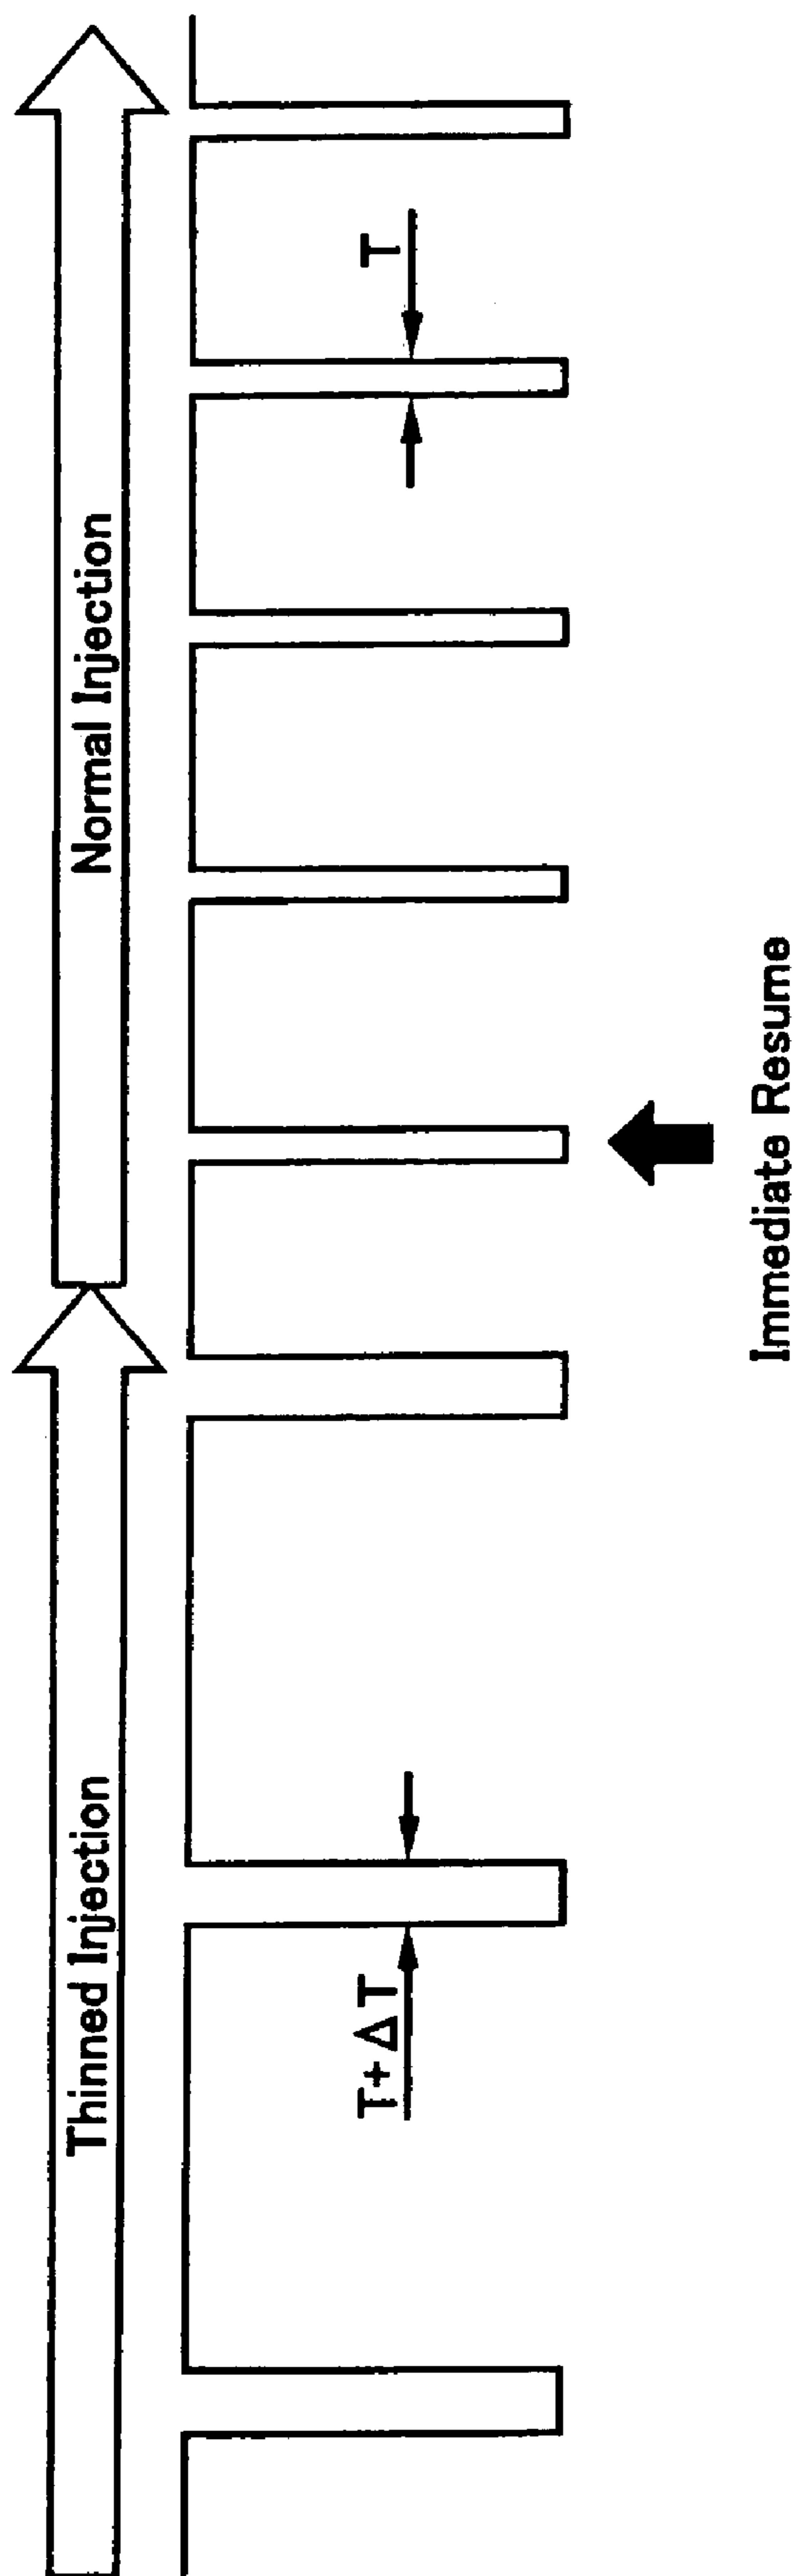 Thinned Injection
Normal Injection
T+ΔT
T
Immediate Resume